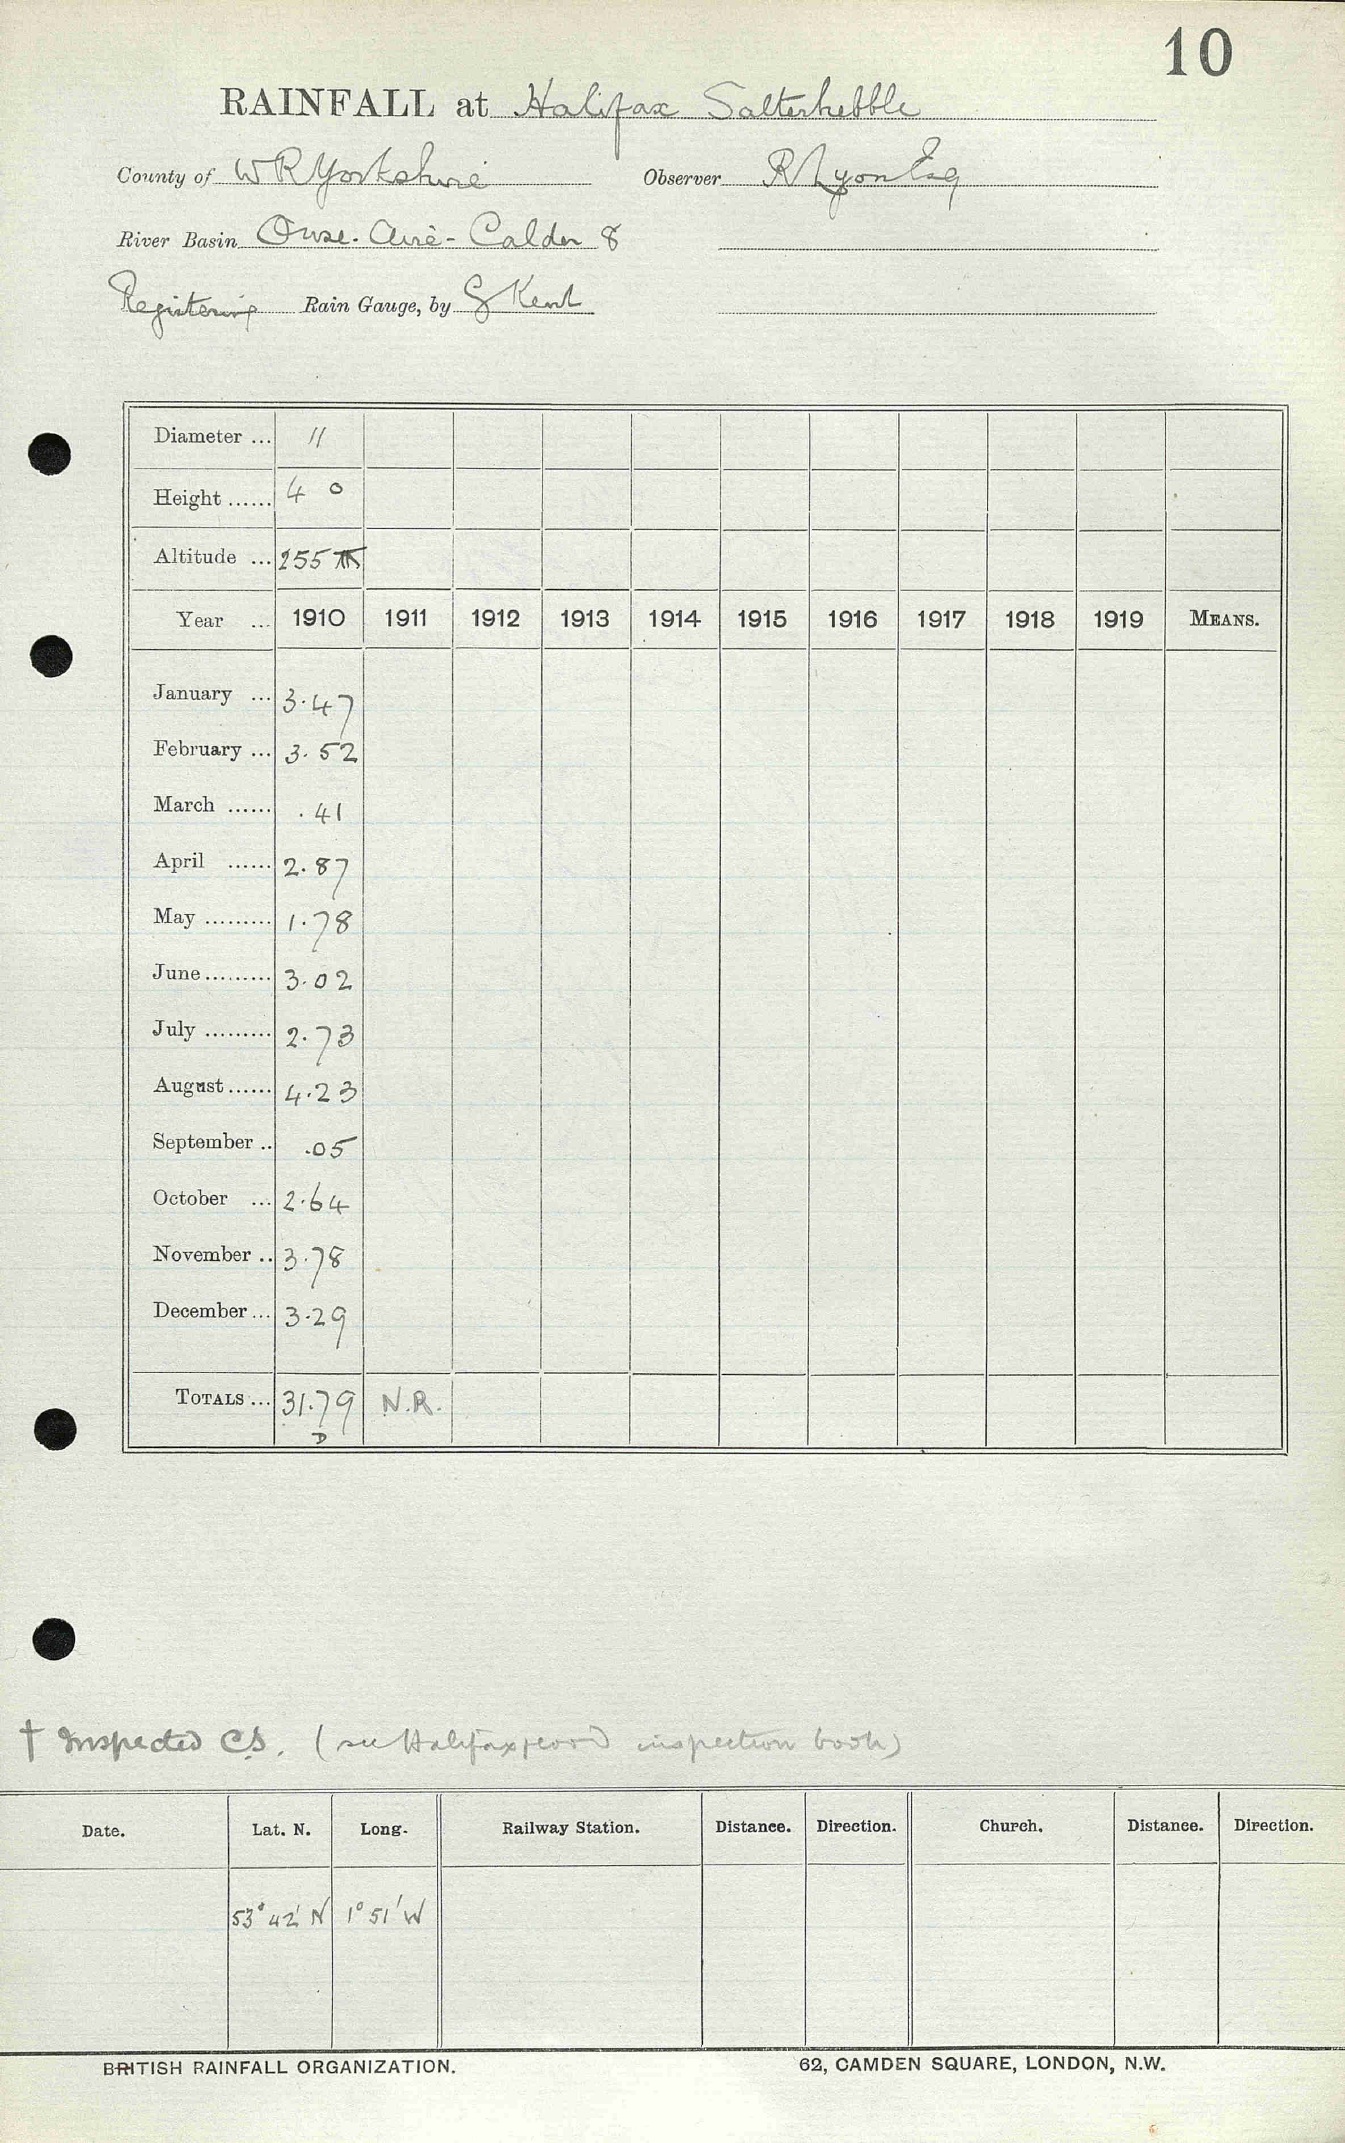 10
RAINFALL at Halifax Salterhebble
County of W R Yorkshire Observer R Lyon Esq
River Basin Ouse - Aire - Calder 8
Registering Rain Gauge, by G Kent
Diameter ... 11
Height ...... 4 0
Altitude ... 255
Year ... 1910 1911 1912 1913 1914 1915 1916 1917 1918 1919 MEANS.
January ... 3.47
February ... 3.52
March ...... .41
April ...... 2.87
May ......... 1.78
June ......... 3.02
July ......... 2.73
August ...... 4.23
September .. .05
October ... 2.64
November .. 3.78
December ... 3.29
TOTALS ... 31.79 N.R.
D
† Inspected C.S. (see Halifax record inspection book)
Date. Lat. N. Long. Railway Station. Distance. Direction. Church. Distance. Direction.
53° 42' N 1° 51' W
BRITISH RAINFALL ORGANIZATION. 62, CAMDEN SQUARE, LONDON, N.W.